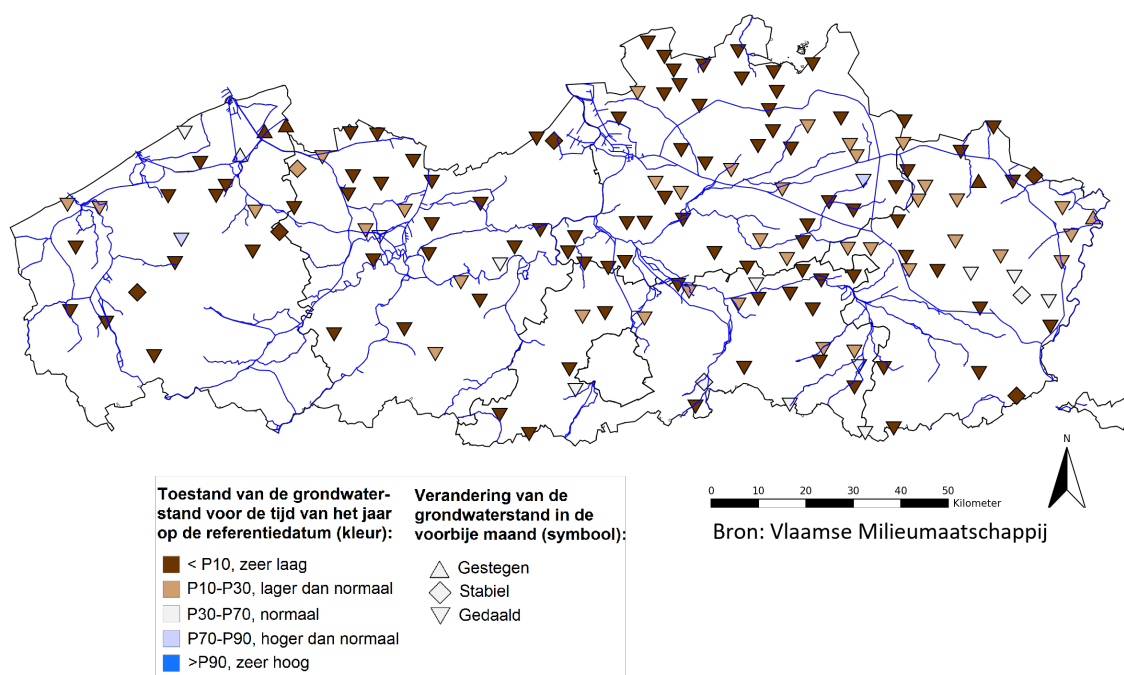 N
0 10 20 30 40 50
Kilometer
Bron: Vlaamse Milieumaatschappij
Toestand van de grondwater-
stand voor de tijd van het jaar
op de referentiedatum (kleur):
< P10, zeer laag
P10-P30, lager dan normaal
P30-P70, normaal
P70-P90, hoger dan normaal
>P90, zeer hoog
Verandering van de
grondwaterstand in de
voorbije maand (symbool):
Gestegen
Stabiel
Gedaald